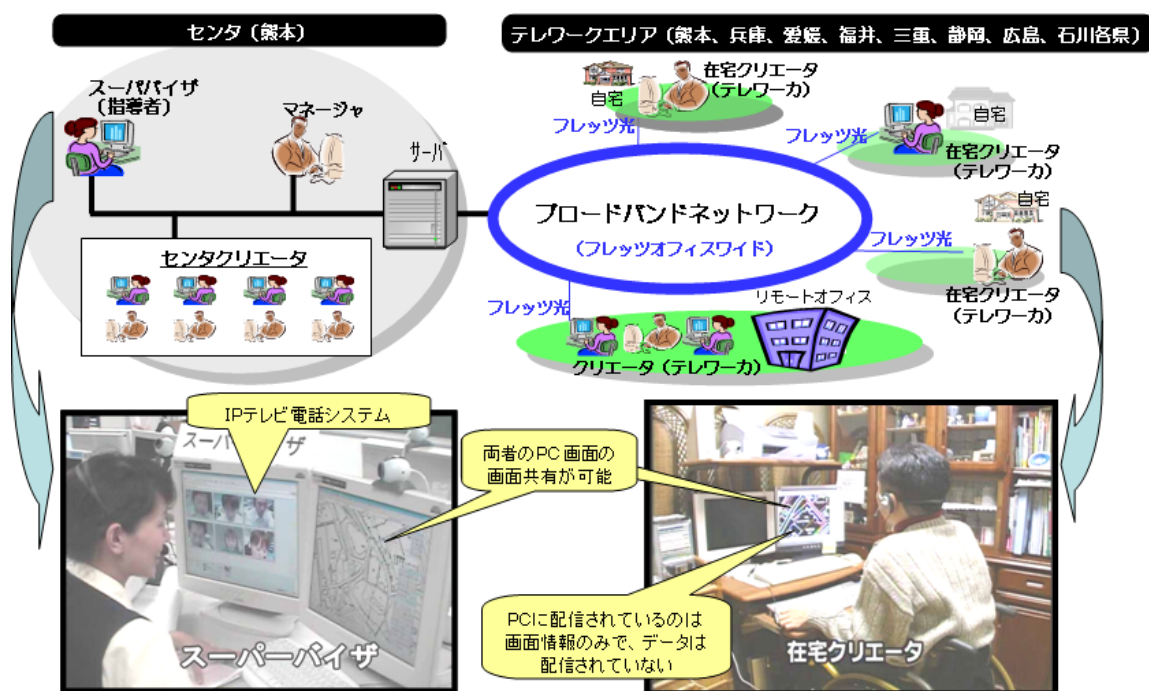 センタ（熊本）
テレワークエリア（熊本、兵庫、愛媛、福井、三重、静岡、広島、石川各県）
スーパバイザ
（指導者）
マネージャ
サーバ
センタクリエータ
自宅
在宅クリエータ
（テレワーカ）
フレッツ光
フレッツ光
自宅
在宅クリエータ
（テレワーカ）
ブロードバンドネットワーク
（フレッツオフィスワイド）
自宅
フレッツ光
在宅クリエータ
（テレワーカ）
フレッツ光
リモートオフィス
クリエータ（テレワーカ）
IPテレビ電話システム
スーパーバイザ
両者のPC画面の
画面共有が可能
PCに配信されているのは
画面情報のみで、データは
配信されていない
スーパーバイザ
在宅クリエータ